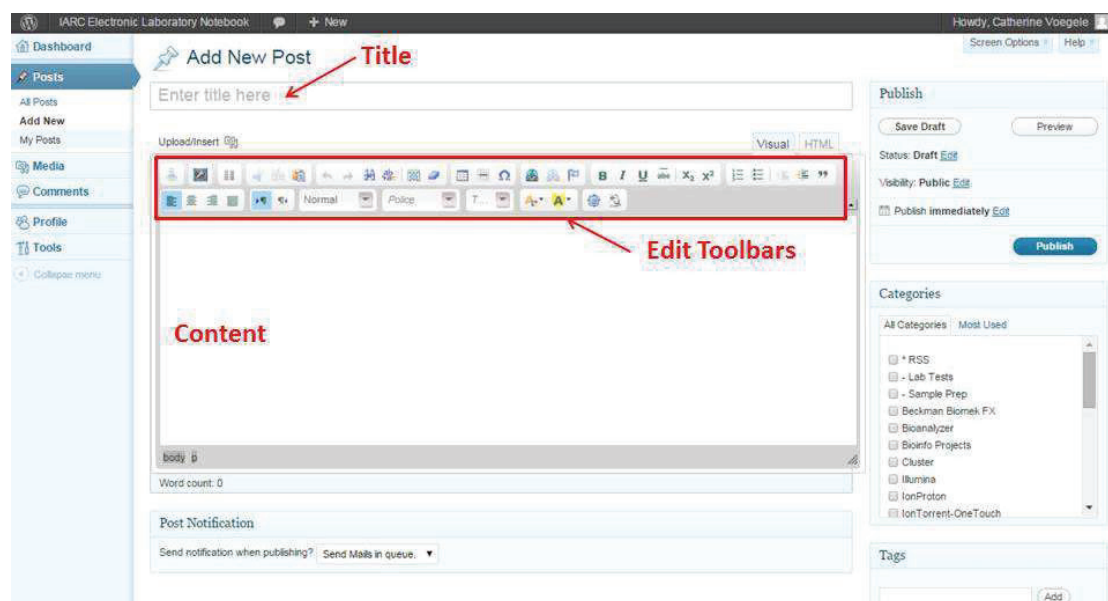 IARC Electronic Laboratory Notebook + New Howdy, Catherine Voegele
Screen Options Help
Dashboard
Posts
All Posts
Add New
My Posts
Media
Comments
Profile
Tools
Collapse menu
Add New Post
Title
Enter title here
Upload/Insert
Visual HTML
B I U abc X₂ X²
Normal Police T... A A
Edit Toolbars
Content
body p
Word count: 0
Post Notification
Send notification when publishing? Send Mails in queue.
Publish
Save Draft Preview
Status: Draft Edit
Visibility: Public Edit
Publish immediately Edit
Publish
Categories
All Categories Most Used
* RSS
- Lab Tests
- Sample Prep
Beckman Biomek FX
Bioanalyzer
Bioinfo Projects
Cluster
Illumina
IonProton
IonTorrent-OneTouch
Tags
Add